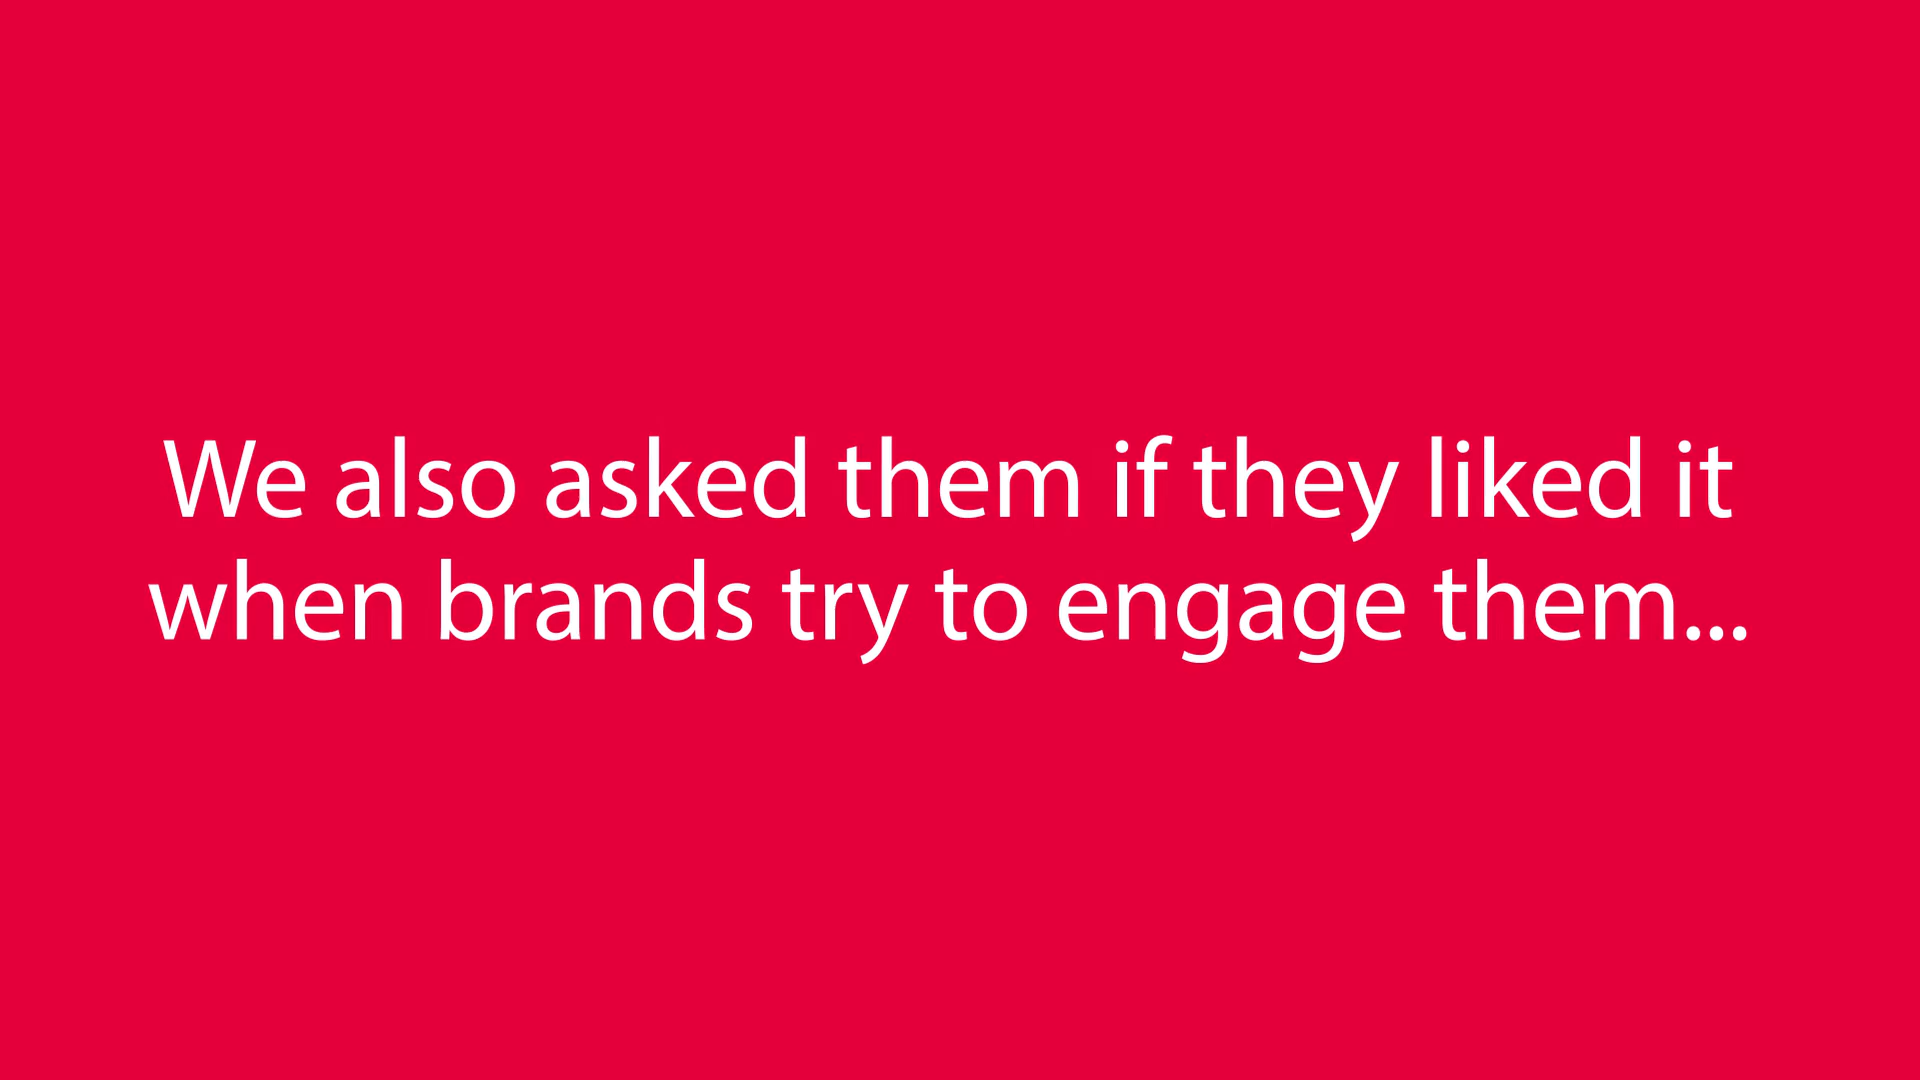 We also asked them if they liked it
when brands try to engage them...